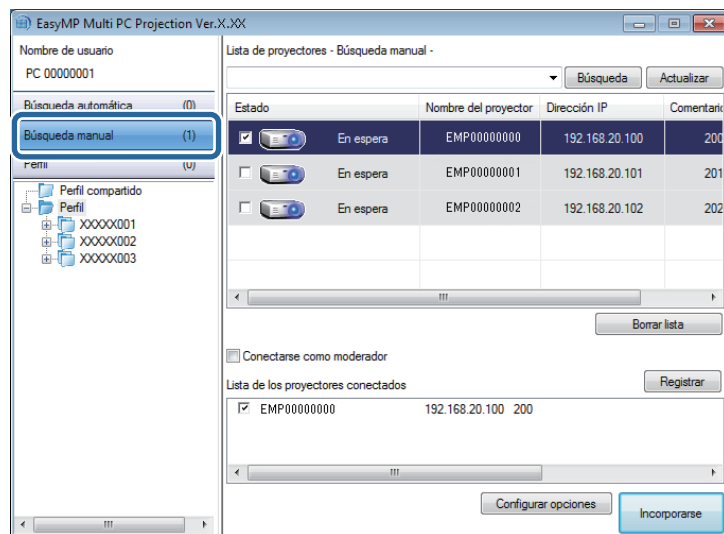 EasyMP Multi PC Projection Ver.X.XX
Nombre de usuario
PC 00000001
Búsqueda automática (0)
Búsqueda manual (1)
Perfil (0)
Perfil compartido
Perfil
XXXXX001
XXXXX002
XXXXX003
Lista de proyectores - Búsqueda manual -
Búsqueda Actualizar
Estado Nombre del proyector Dirección IP Comentario
En espera EMP00000000 192.168.20.100 200
En espera EMP00000001 192.168.20.101 201
En espera EMP00000002 192.168.20.102 202
Borrar lista
Conectarse como moderador
Lista de los proyectores conectados Registrar
EMP00000000 192.168.20.100 200
Configurar opciones Incorporarse